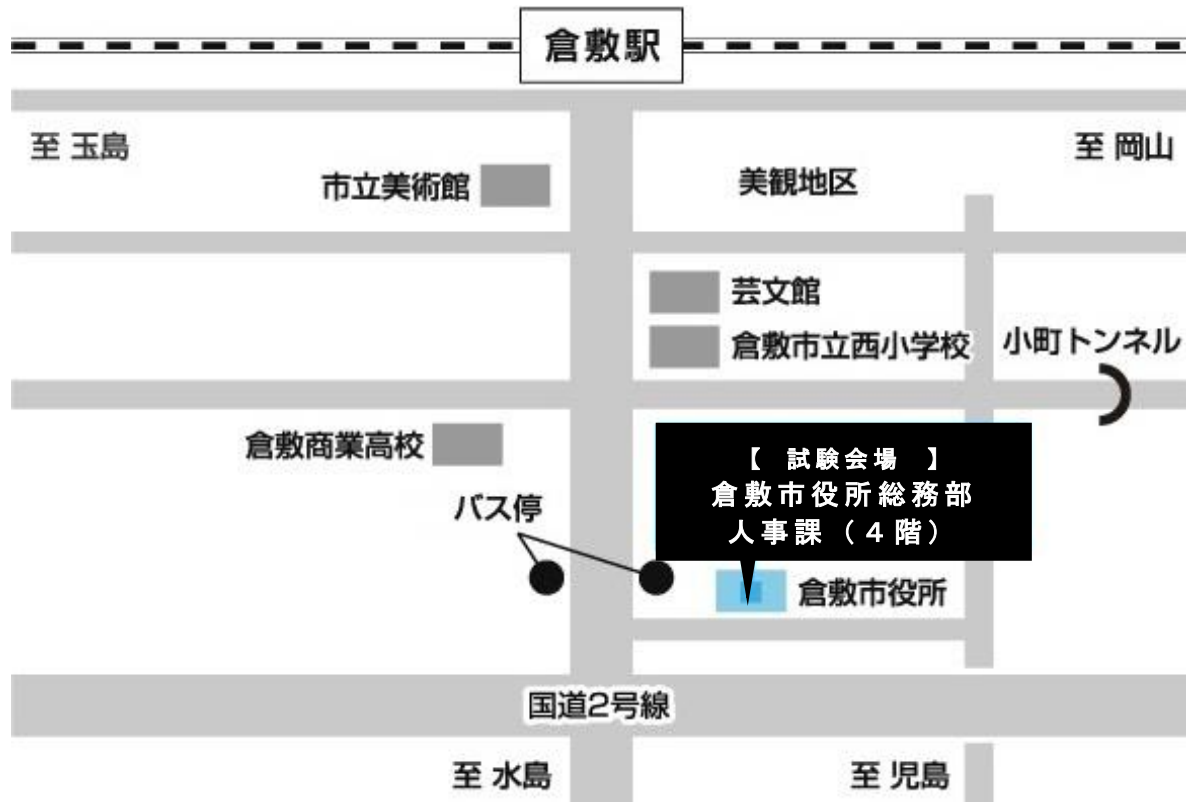 倉敷駅
至 玉島
至 岡山
市立美術館
美観地区
芸文館
倉敷市立西小学校
小町トンネル
倉敷商業高校
【 試験会場 】
倉敷市役所総務部
人事課(4階)
バス停
倉敷市役所
国道2号線
至 水島
至 児島